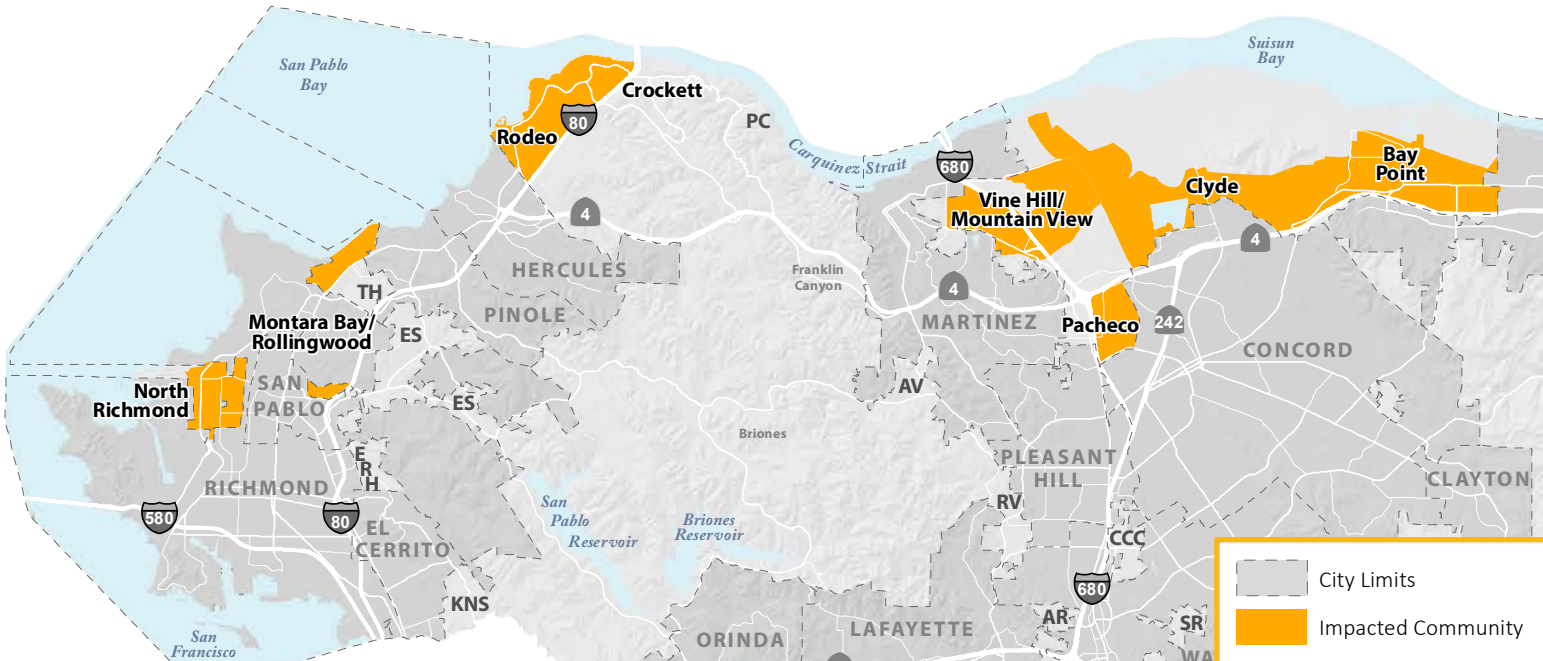 San Pablo
Bay
Suisun
Bay
Crockett
80
Rodeo
PC
Carquinez Strait
680
Bay
Point
Clyde
Vine Hill/
Mountain View
4
4
HERCULES
Franklin
Canyon
4
TH
PINOLE
MARTINEZ
Pacheco
242
Montara Bay/
Rollingwood
ES
CONCORD
North
Richmond
SAN
PABLO
ES
AV
Briones
E
R
H
PLEASANT
HILL
CLAYTON
RICHMOND
580
80
EL
CERRITO
San
Pablo
Reservoir
Briones
Reservoir
RV
CCC
KNS
680
San
Francisco
ORINDA
LAFAYETTE
AR
SR
WA
City Limits
Impacted Community